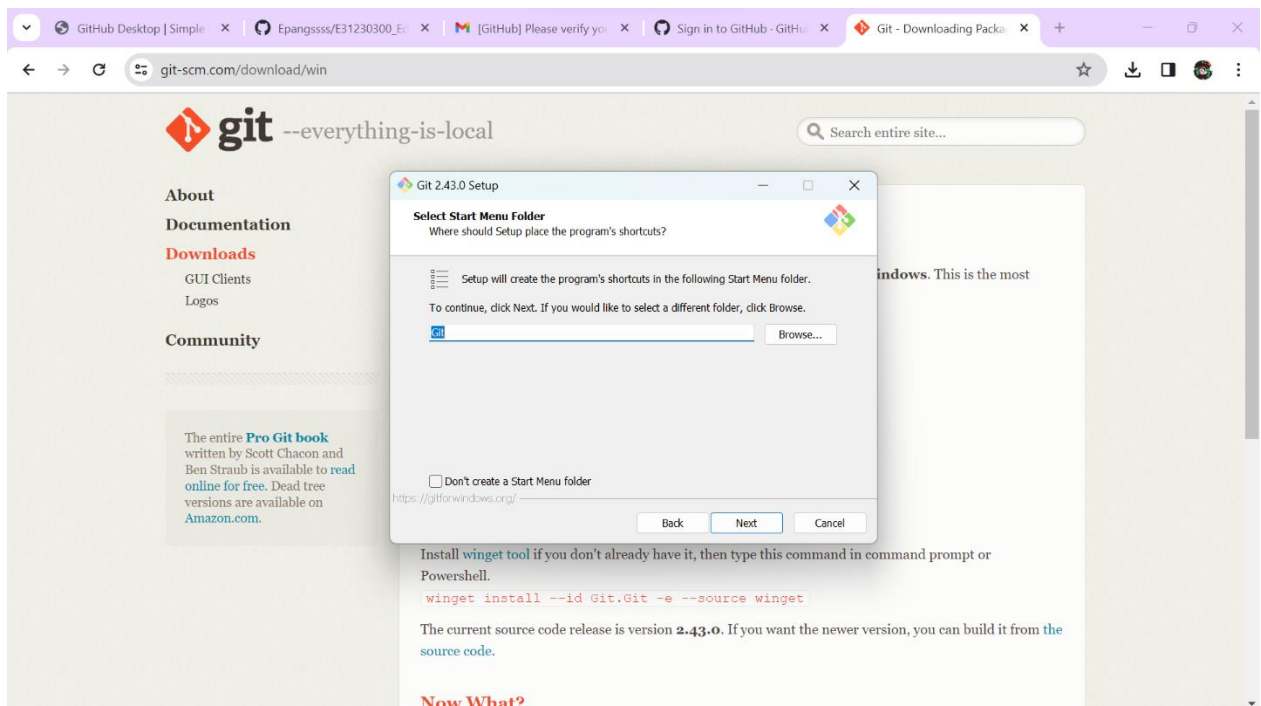 GitHub Desktop | Simple
Epangssss/E31230300_Ed
[GitHub] Please verify you
Sign in to GitHub · GitHu
Git - Downloading Packa
git-scm.com/download/win
git --everything-is-local
Search entire site...
About
Documentation
Downloads
GUI Clients
Logos
Community
The entire Pro Git book
written by Scott Chacon and
Ben Straub is available to read
online for free. Dead tree
versions are available on
Amazon.com.
Git 2.43.0 Setup
Select Start Menu Folder
Where should Setup place the program's shortcuts?
Setup will create the program's shortcuts in the following Start Menu folder.
To continue, click Next. If you would like to select a different folder, click Browse.
Git
Browse...
Don't create a Start Menu folder
https://gitforwindows.org/
Back Next Cancel
indows. This is the most
Install winget tool if you don't already have it, then type this command in command prompt or
Powershell.
winget install --id Git.Git -e --source winget
The current source code release is version 2.43.0. If you want the newer version, you can build it from the
source code.
Now What?